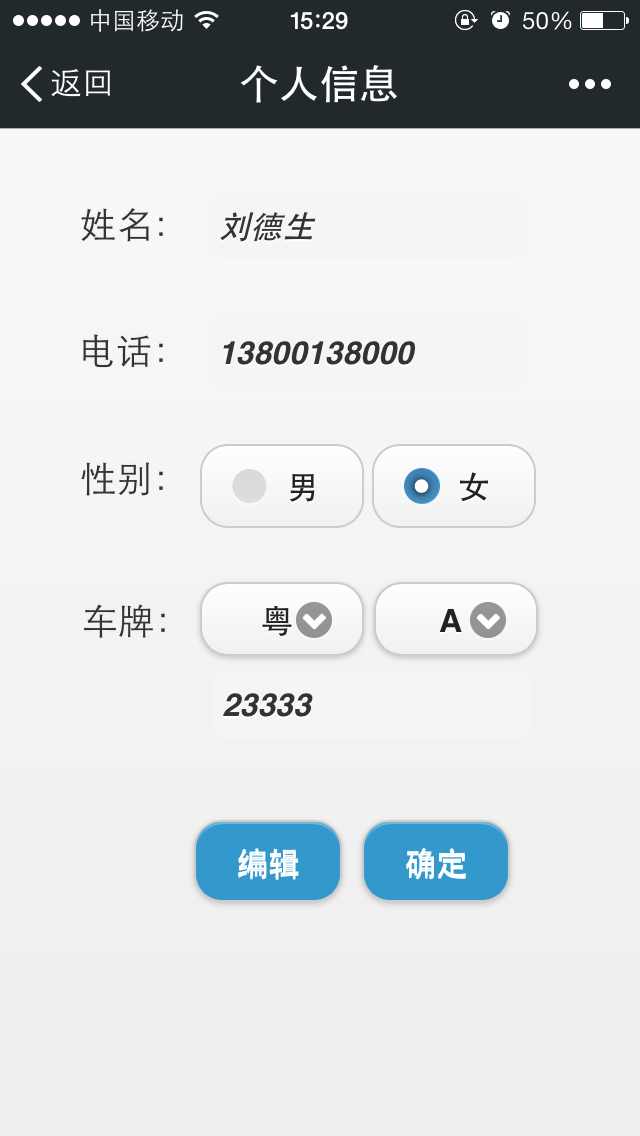 中国移动 15:29 50%
返回 个人信息
姓名: 刘德生
电话: 13800138000
性别: 男 女
车牌: 粤 A
23333
编辑 确定